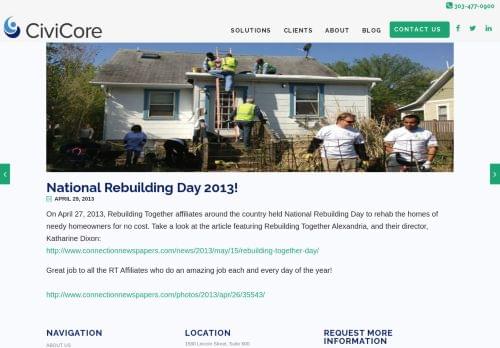 303-477-0900
CiviCore
SOLUTIONS CLIENTS ABOUT BLOG CONTACT US
National Rebuilding Day 2013!
APRIL 29, 2013
On April 27, 2013, Rebuilding Together affiliates around the country held National Rebuilding Day to rehab the homes of
needy homeowners for no cost. Take a look at the article featuring Rebuilding Together Alexandria, and their director,
Katharine Dixon:
http://www.connectionnewspapers.com/news/2013/may/15/rebuilding-together-day/
Great job to all the RT Affiliates who do an amazing job each and every day of the year!
http://www.connectionnewspapers.com/photos/2013/apr/26/35543/
NAVIGATION
ABOUT US
LOCATION
1580 Lincoln Street, Suite 600
REQUEST MORE
INFORMATION